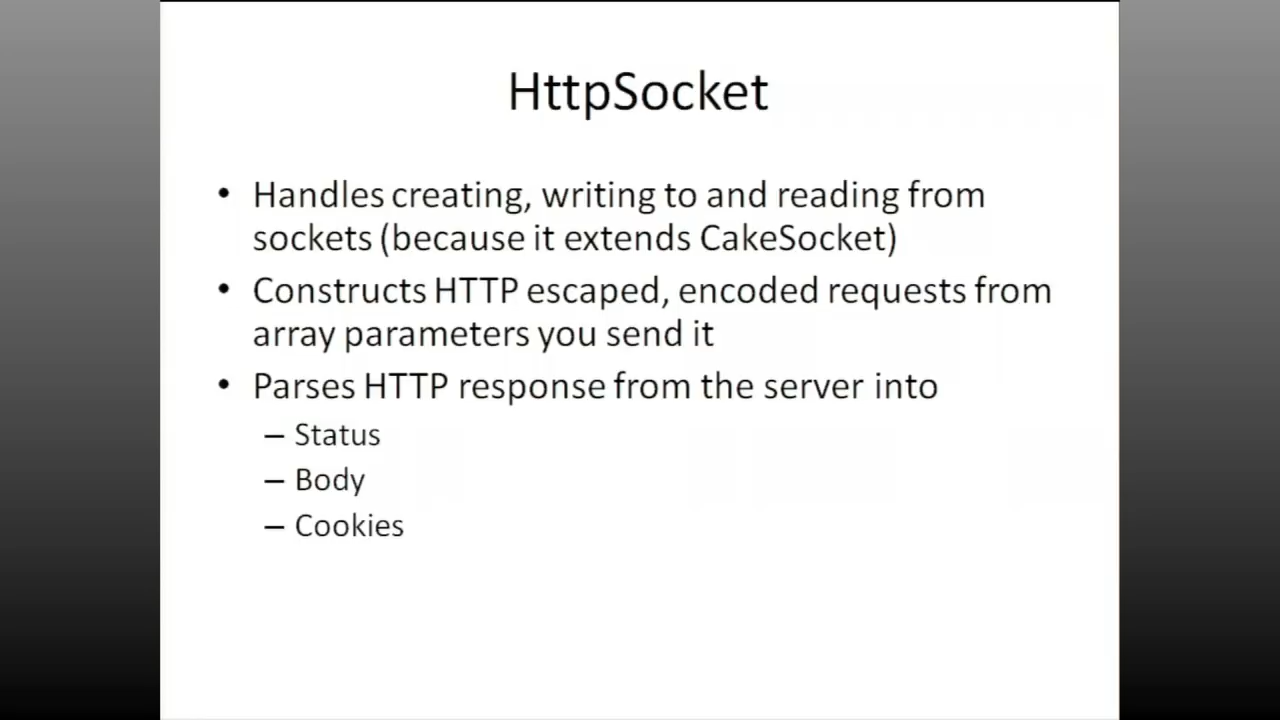 HttpSocket
• Handles creating, writing to and reading from
sockets (because it extends CakeSocket)
• Constructs HTTP escaped, encoded requests from
array parameters you send it
• Parses HTTP response from the server into
– Status
– Body
– Cookies